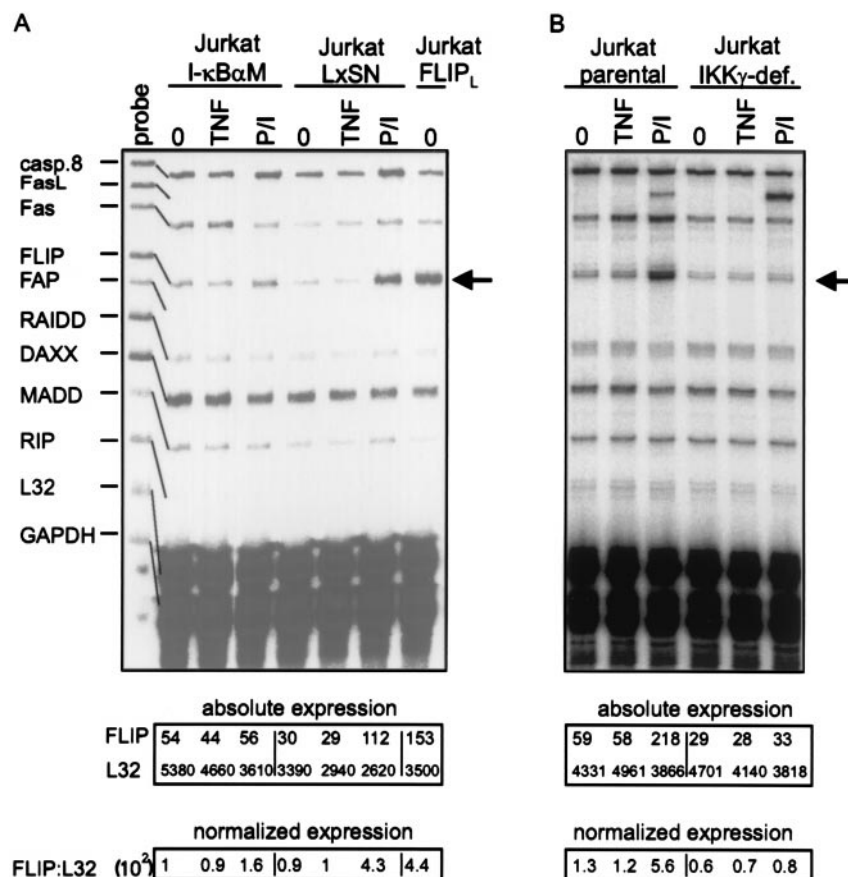 A
Jurkat I-κBαM
Jurkat LxSN
Jurkat FLIPL
probe
0
TNF
P/I
0
TNF
P/I
0
casp.8
FasL
Fas
FLIP
FAP
RAIDD
DAXX
MADD
RIP
L32
GAPDH
absolute expression
FLIP 54 44 56 30 29 112 153
L32 5380 4660 3610 3390 2940 2620 3500
normalized expression
FLIP:L32 (10²) 1 0.9 1.6 0.9 1 4.3 4.4
B
Jurkat parental
Jurkat IKKγ-def.
0
TNF
P/I
0
TNF
P/I
absolute expression
59 58 218 29 28 33
4331 4961 3866 4701 4140 3818
normalized expression
1.3 1.2 5.6 0.6 0.7 0.8